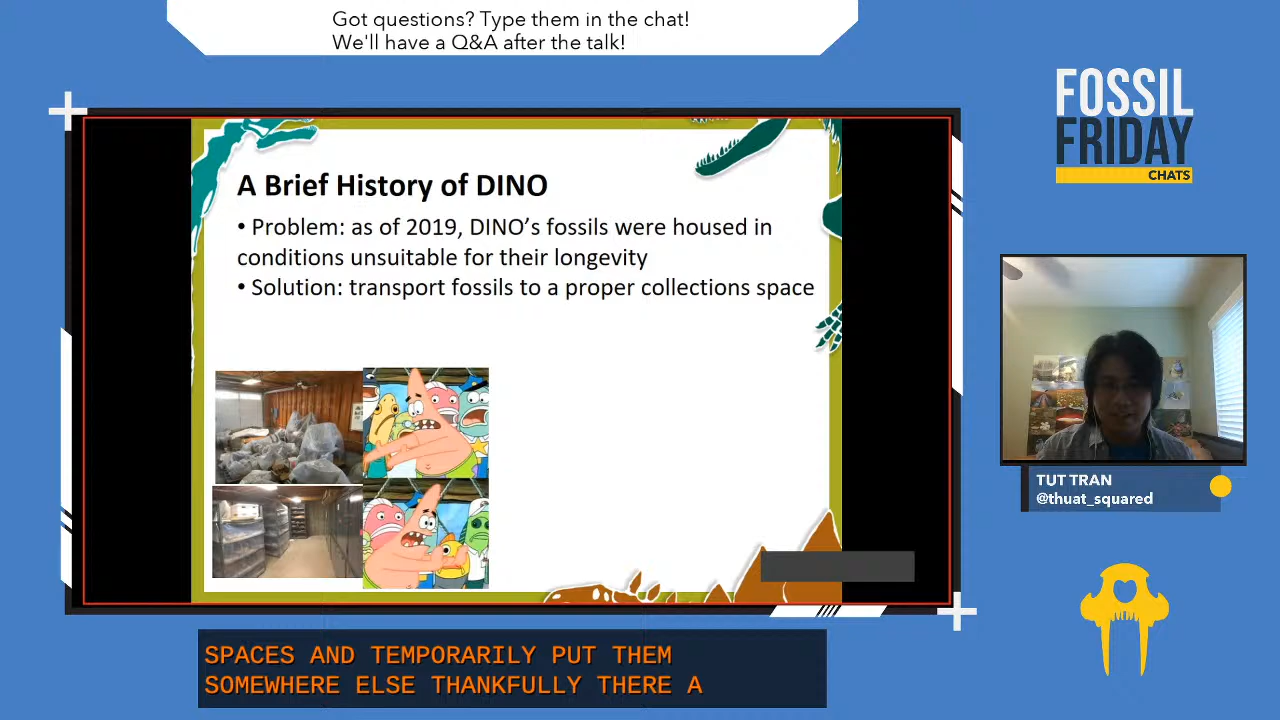 Got questions? Type them in the chat!
We'll have a Q&A after the talk!
FOSSIL
FRIDAY
CHATS
A Brief History of DINO
• Problem: as of 2019, DINO's fossils were housed in
conditions unsuitable for their longevity
• Solution: transport fossils to a proper collections space
TUT TRAN
@thuat_squared
SPACES AND TEMPORARILY PUT THEM
SOMEWHERE ELSE THANKFULLY THERE A